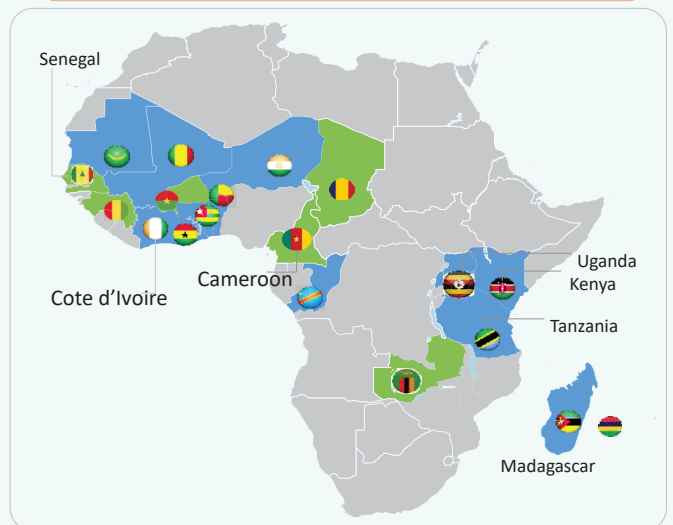 Senegal
Uganda
Kenya
Cameroon
Cote d’Ivoire
Tanzania
Madagascar